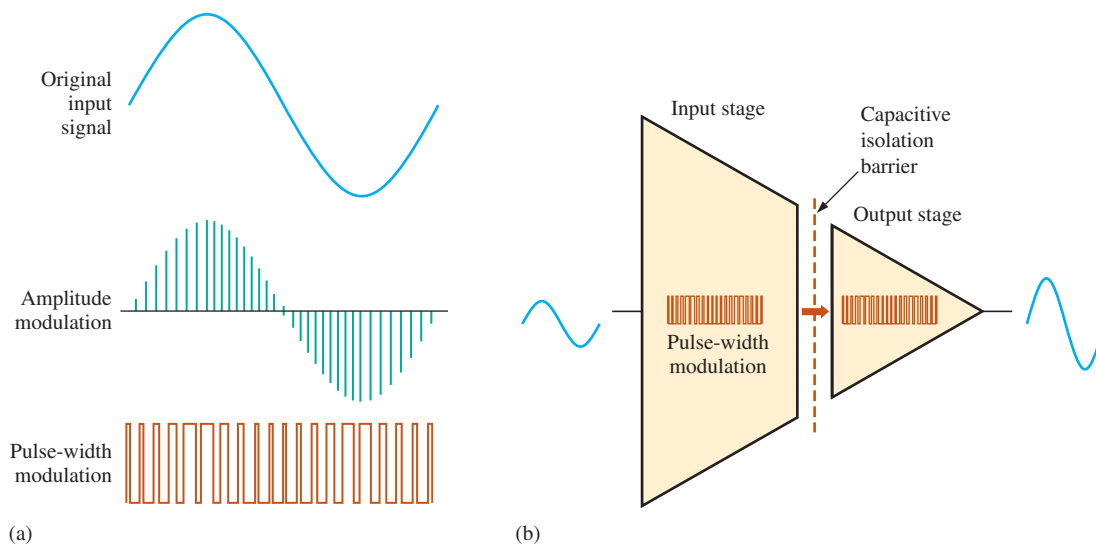 Original
input
signal
Amplitude
modulation
Pulse-width
modulation
(a)
Input stage
Capacitive
isolation
barrier
Output stage
Pulse-width
modulation
(b)